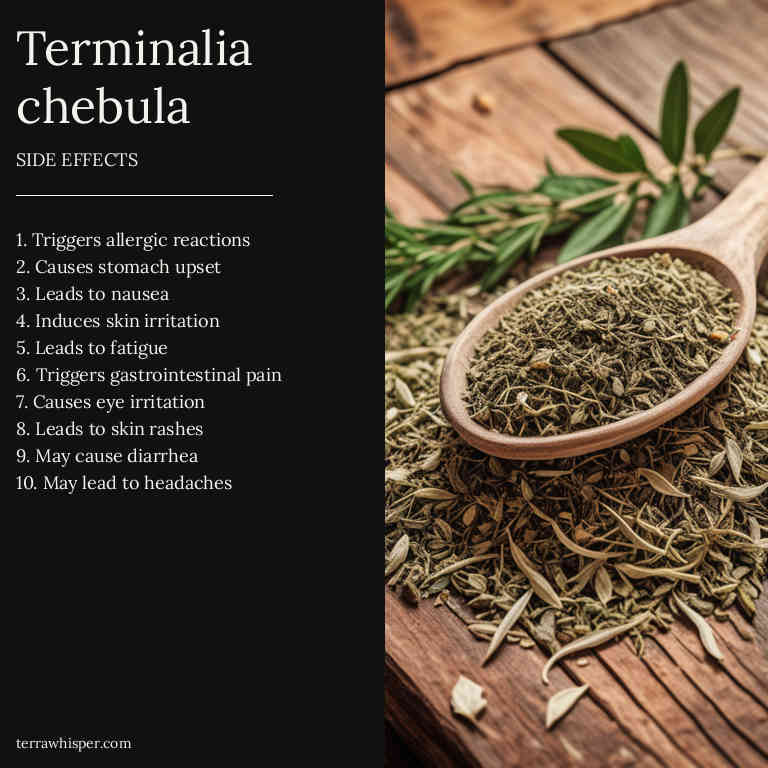 Terminalia
chebula
SIDE EFFECTS
1. Triggers allergic reactions
2. Causes stomach upset
3. Leads to nausea
4. Induces skin irritation
5. Leads to fatigue
6. Triggers gastrointestinal pain
7. Causes eye irritation
8. Leads to skin rashes
9. May cause diarrhea
10. May lead to headaches
terrawhisper.com